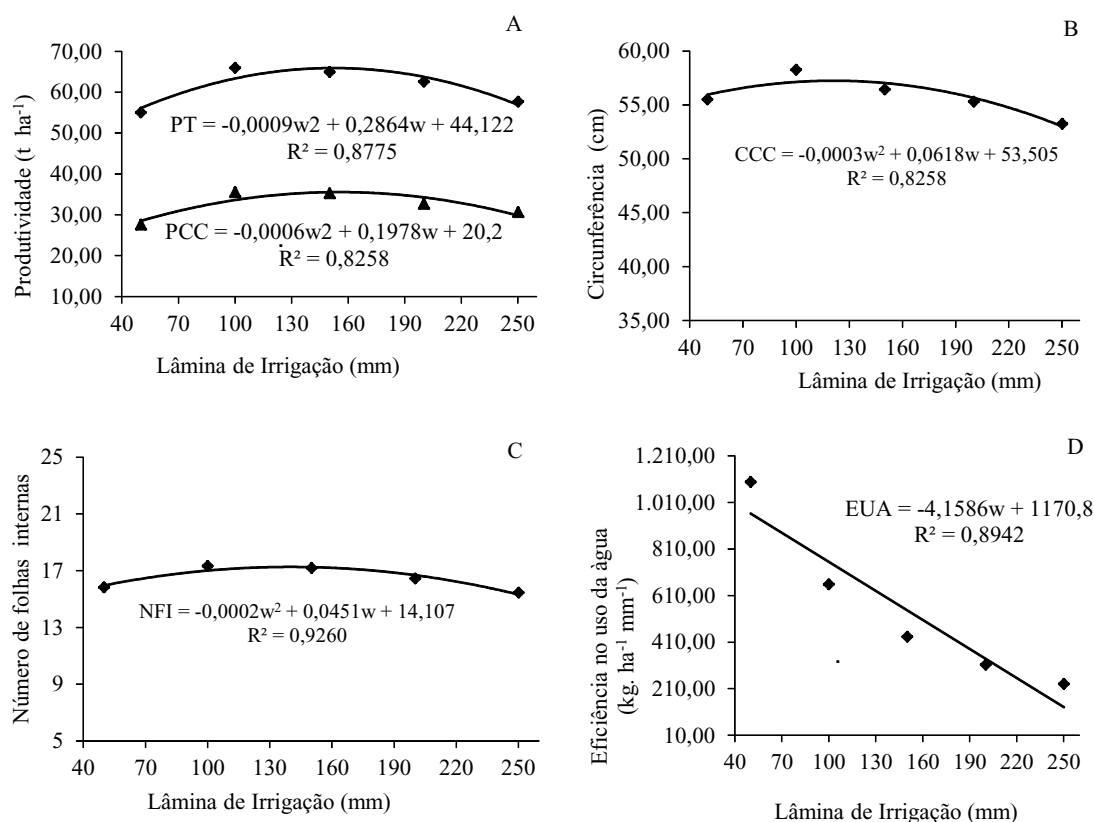 A
Produtividade (t ha⁻¹)
70,00
60,00
50,00
40,00
30,00
20,00
10,00
PT = -0,0009w2 + 0,2864w + 44,122
R² = 0,8775
PCC = -0,0006w2 + 0,1978w + 20,2
R² = 0,8258
40 70 100 130 160 190 220 250
Lâmina de Irrigação (mm)
B
Circunferência (cm)
60,00
55,00
50,00
45,00
40,00
35,00
CCC = -0,0003w² + 0,0618w + 53,505
R² = 0,8258
40 70 100 130 160 190 220 250
Lâmina de Irrigação (mm)
C
Número de folhas internas
25
21
17
13
9
5
NFI = -0,0002w² + 0,0451w + 14,107
R² = 0,9260
40 70 100 130 160 190 220 250
Lâmina de Irrigação (mm)
D
Eficiência no uso da àgua
(kg. ha⁻¹ mm⁻¹)
1.210,00
1.010,00
810,00
610,00
410,00
210,00
10,00
EUA = -4,1586w + 1170,8
R² = 0,8942
40 70 100 130 160 190 220 250
Lâmina de Irrigação (mm)